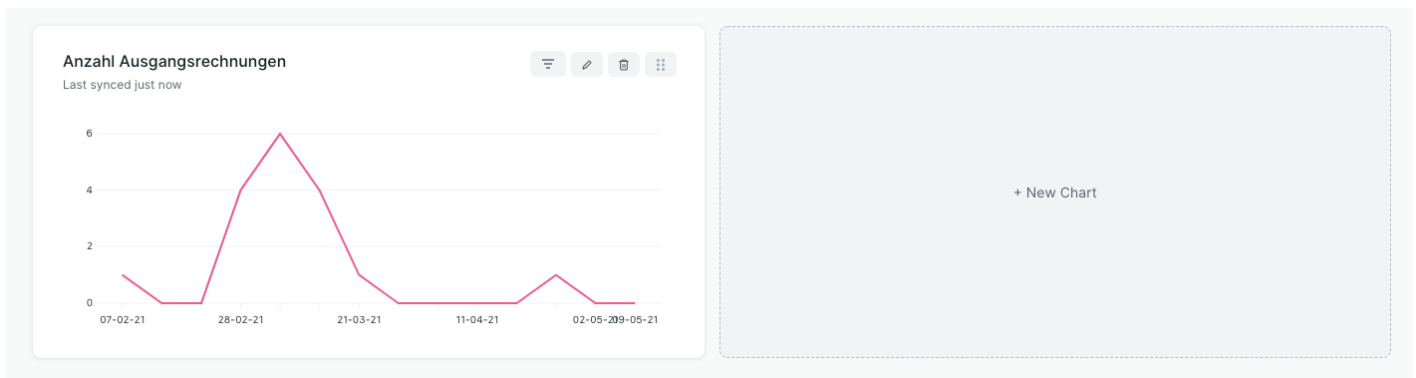 Anzahl Ausgangsrechnungen
Last synced just now
6
4
2
0
07-02-21 28-02-21 21-03-21 11-04-21 02-05-21 09-05-21
+ New Chart